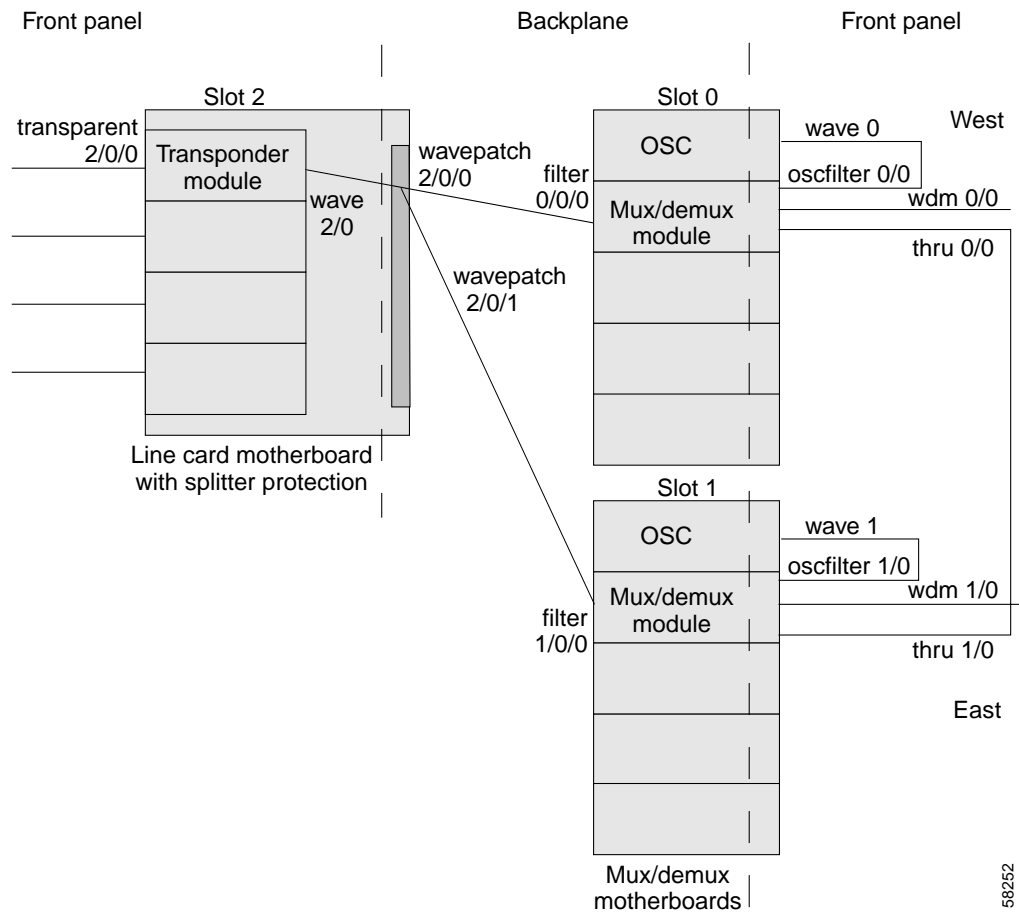 Front panel
Backplane
Front panel
Slot 2
Slot 0
transparent
2/0/0
Transponder
module
wave
2/0
wavepatch
2/0/0
filter
0/0/0
OSC
wave 0
West
oscfilter 0/0
Mux/demux
module
wdm 0/0
thru 0/0
wavepatch
2/0/1
Line card motherboard
with splitter protection
Slot 1
OSC
wave 1
oscfilter 1/0
Mux/demux
module
wdm 1/0
filter
1/0/0
thru 1/0
East
Mux/demux
motherboards
58252